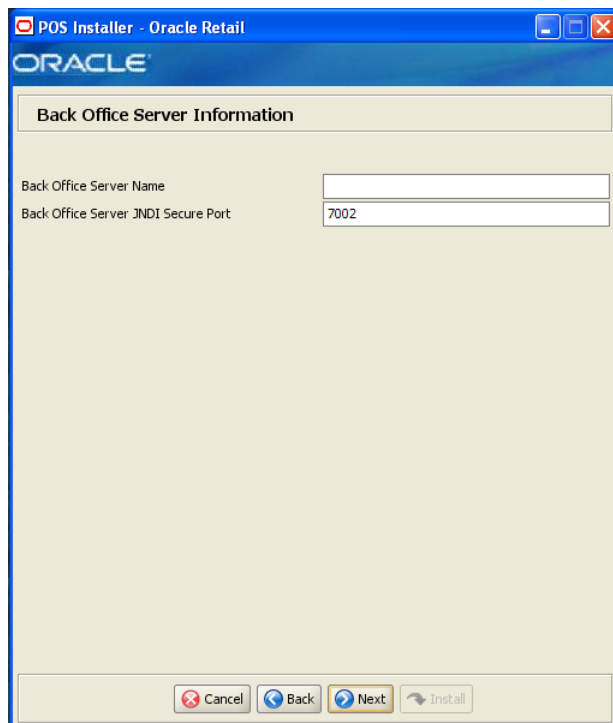 POS Installer - Oracle Retail
ORACLE
Back Office Server Information
Back Office Server Name
Back Office Server JNDI Secure Port 7002
Cancel Back Next Install